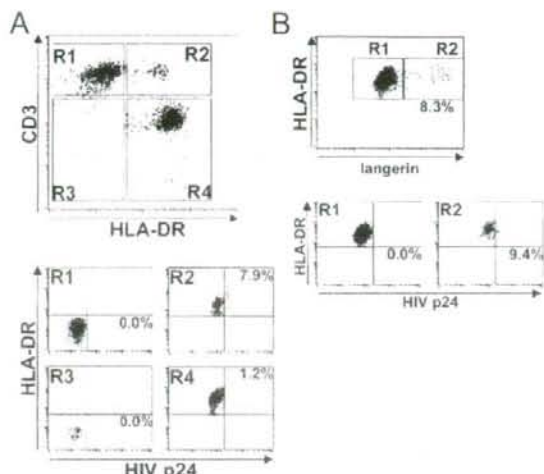 A
R1
R2
CD3
R3
R4
HLA-DR
R1
0.0%
R2
7.9%
HLA-DR
R3
0.0%
R4
1.2%
HIV p24
B
R1
R2
HLA-DR
8.3%
langerin
R1
0.0%
R2
9.4%
HLA-DR
HIV p24